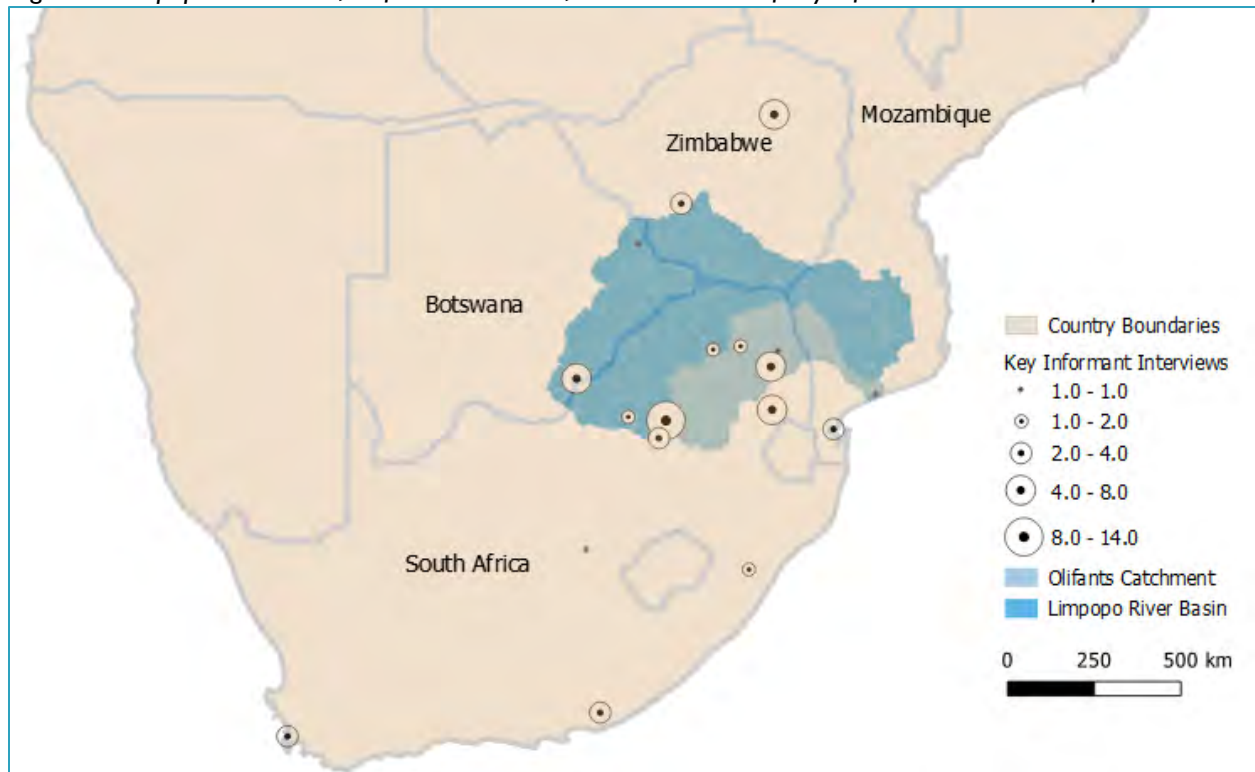 Mozambique
Zimbabwe
Botswana
South Africa
Country Boundaries
Key Informant Interviews
1.0 - 1.0
1.0 - 2.0
2.0 - 4.0
4.0 - 8.0
8.0 - 14.0
Olifants Catchment
Limpopo River Basin
0 250 500 km